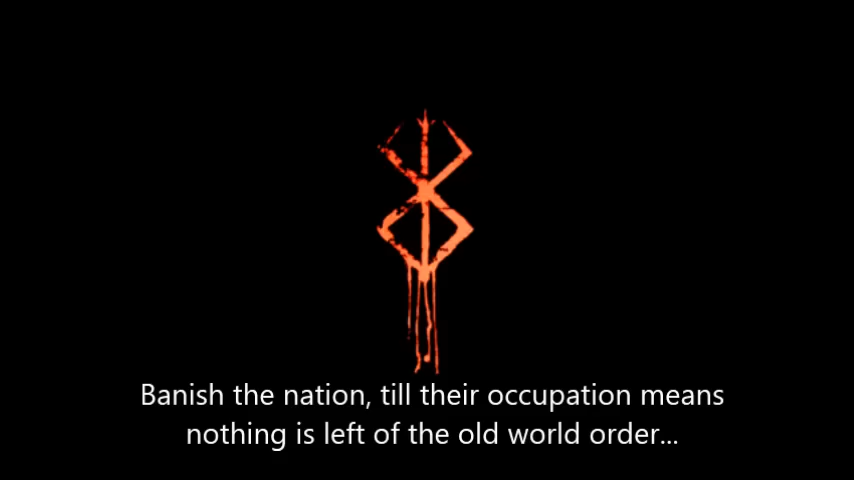 Banish the nation, till their occupation means
nothing is left of the old world order...